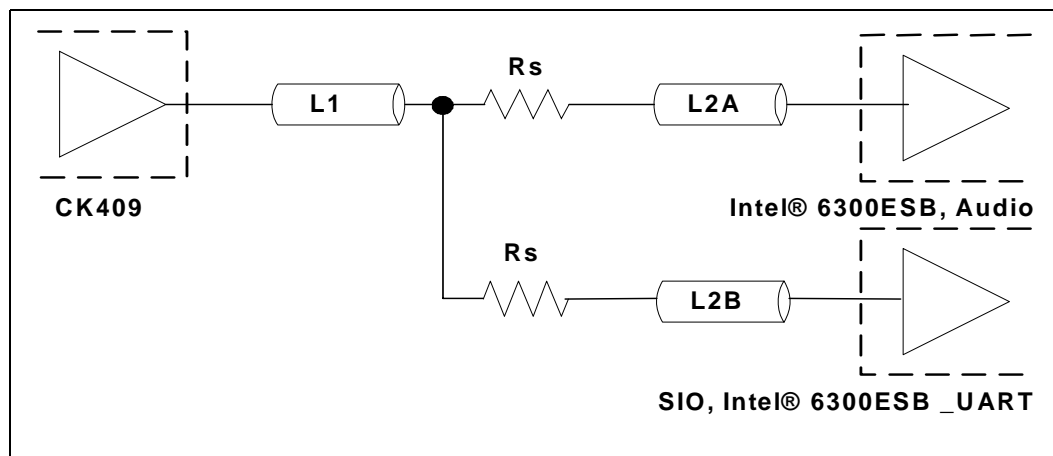 Rs
L1
L2A
CK409
Intel® 6300ESB, Audio
Rs
L2B
SIO, Intel® 6300ESB _UART